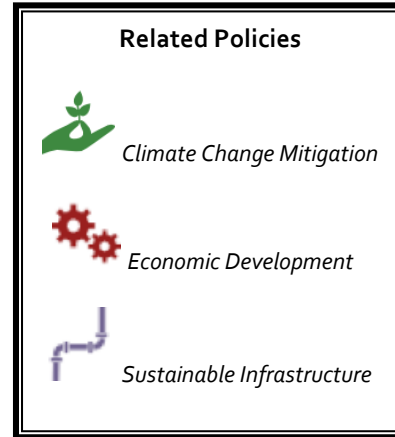 Related Policies
Climate Change Mitigation
Economic Development
Sustainable Infrastructure